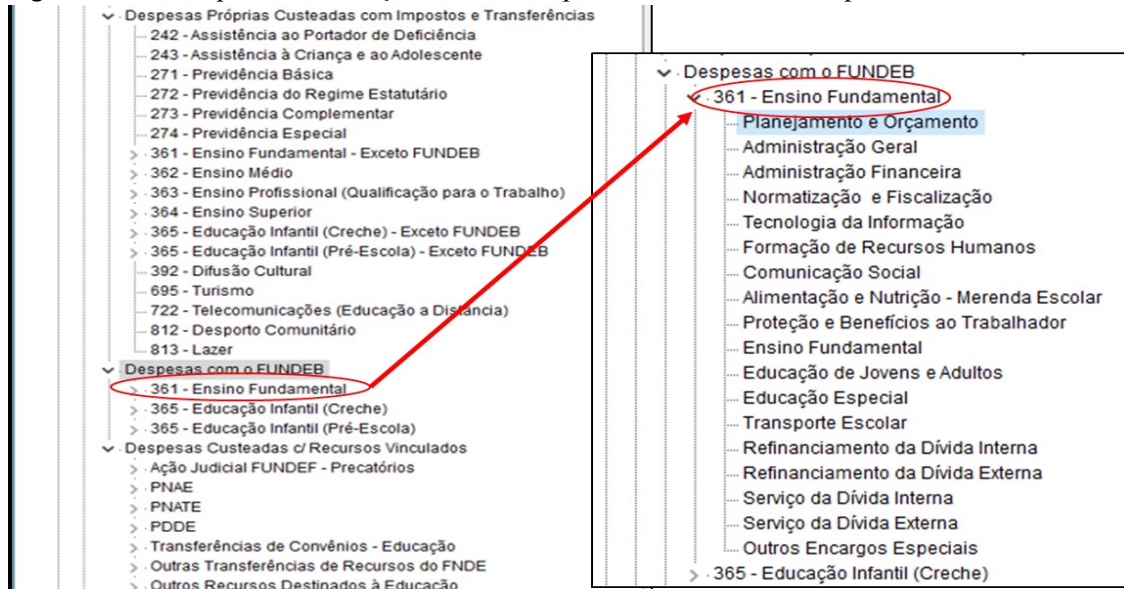 Despesas Próprias Custeadas com Impostos e Transferências
242 - Assistência ao Portador de Deficiência
243 - Assistência à Criança e ao Adolescente
271 - Previdência Básica
272 - Previdência do Regime Estatutário
273 - Previdência Complementar
274 - Previdência Especial
361 - Ensino Fundamental - Exceto FUNDEB
362 - Ensino Médio
363 - Ensino Profissional (Qualificação para o Trabalho)
364 - Ensino Superior
365 - Educação Infantil (Creche) - Exceto FUNDEB
365 - Educação Infantil (Pré-Escola) - Exceto FUNDEB
392 - Difusão Cultural
695 - Turismo
722 - Telecomunicações (Educação a Distância)
812 - Desporto Comunitário
813 - Lazer
Despesas com o FUNDEB
361 - Ensino Fundamental
365 - Educação Infantil (Creche)
365 - Educação Infantil (Pré-Escola)
Despesas Custeadas c/ Recursos Vinculados
Ação Judicial FUNDEF - Precatórios
PNAE
PNATE
PDDE
Transferências de Convênios - Educação
Outras Transferências de Recursos do FNDE
Outros Recursos Destinados à Educação
Despesas com o FUNDEB
361 - Ensino Fundamental
Planejamento e Orçamento
Administração Geral
Administração Financeira
Normatização e Fiscalização
Tecnologia da Informação
Formação de Recursos Humanos
Comunicação Social
Alimentação e Nutrição - Merenda Escolar
Proteção e Benefícios ao Trabalhador
Ensino Fundamental
Educação de Jovens e Adultos
Educação Especial
Transporte Escolar
Refinanciamento da Dívida Interna
Refinanciamento da Dívida Externa
Serviço da Dívida Interna
Serviço da Dívida Externa
Outros Encargos Especiais
365 - Educação Infantil (Creche)